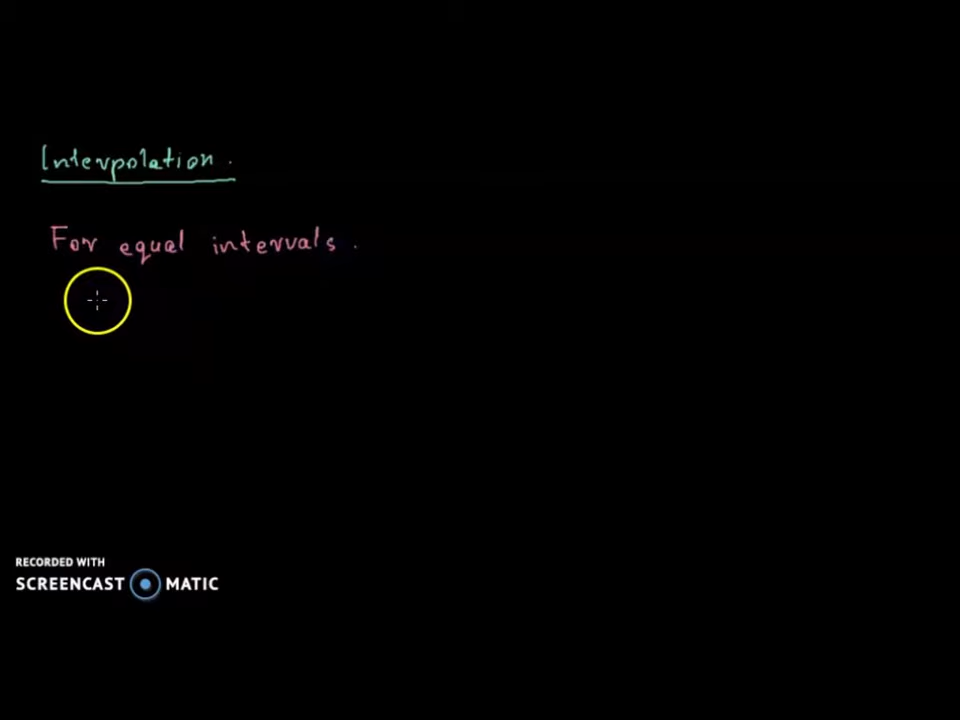 Interpolation.
For equal intervals.
RECORDED WITH
SCREENCAST MATIC